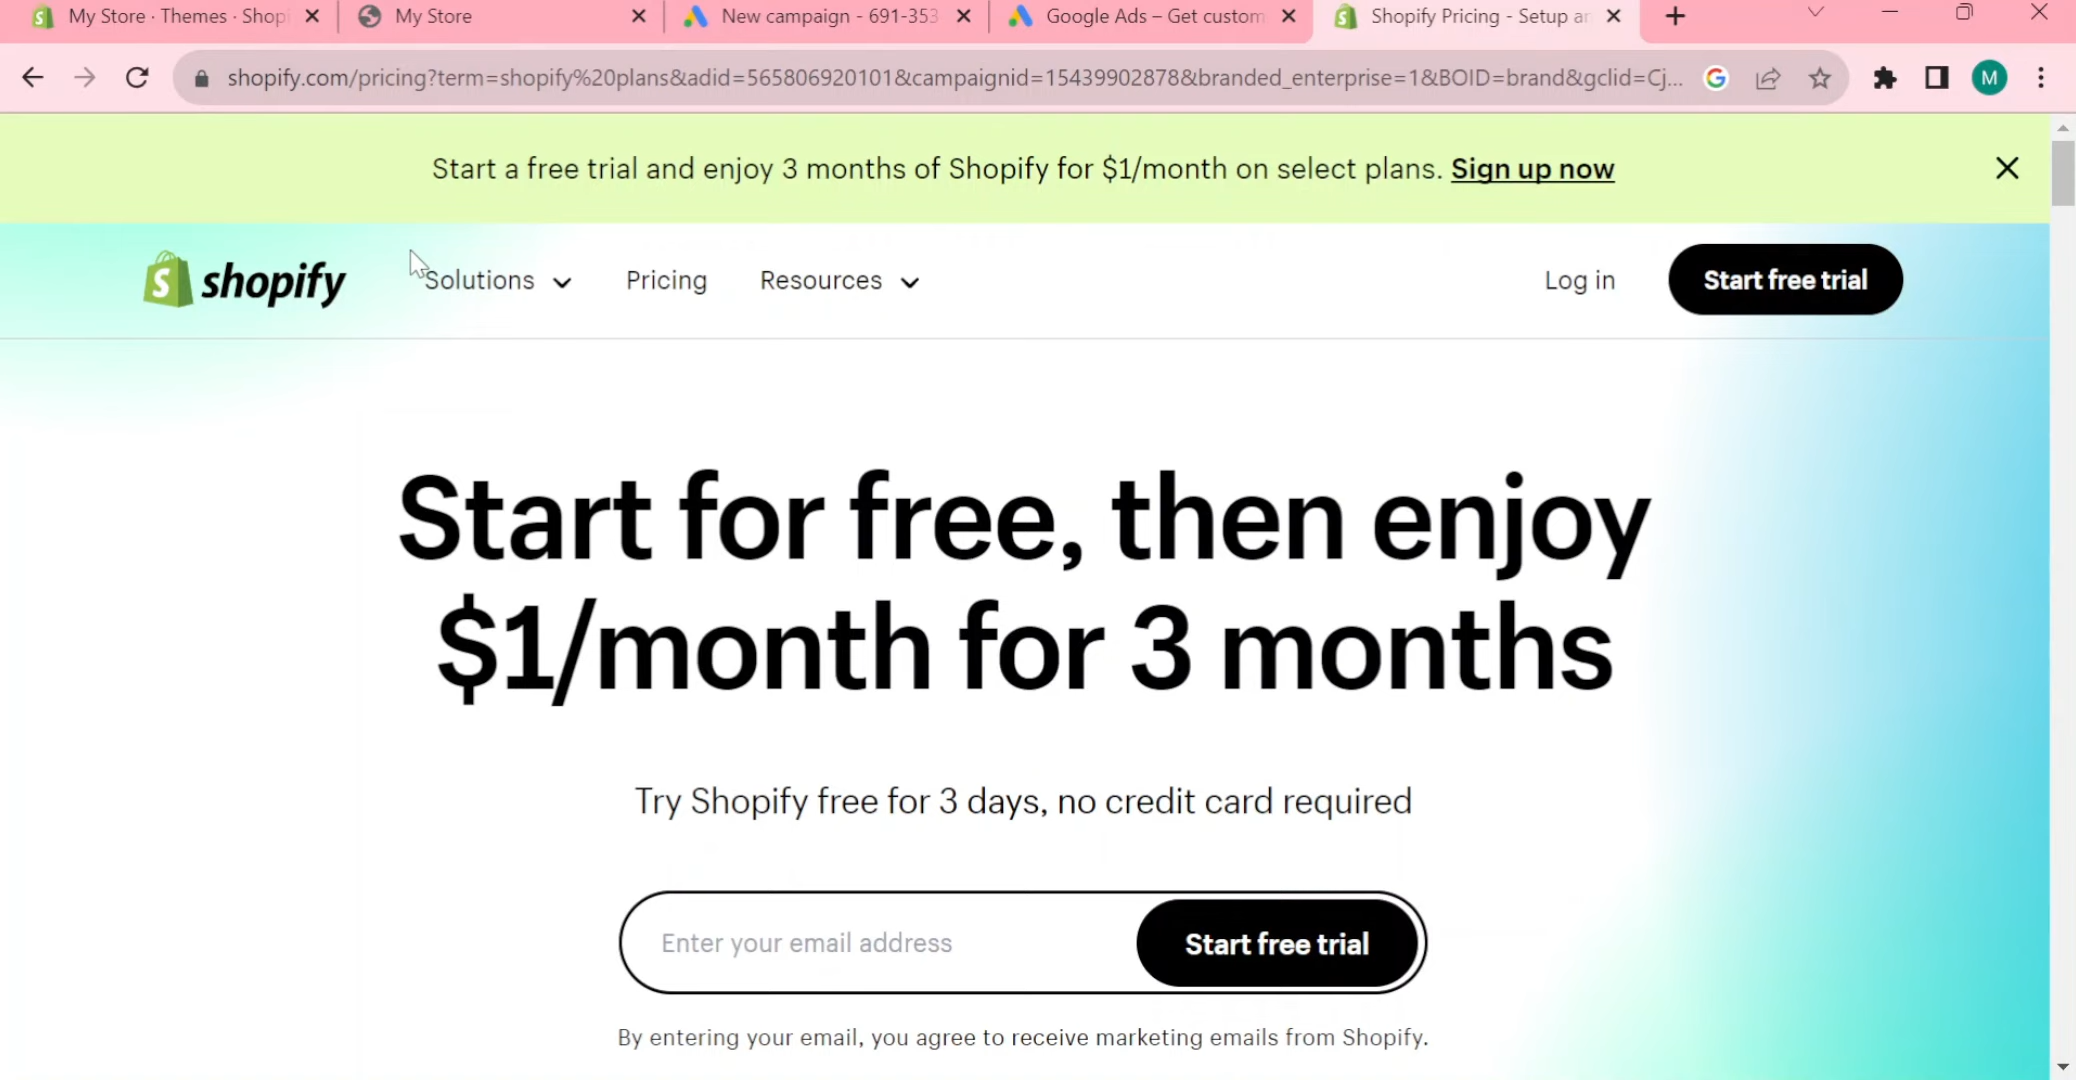 My Store · Themes · Shopi
My Store
New campaign - 691-353
Google Ads – Get custom
Shopify Pricing - Setup an
shopify.com/pricing?term=shopify%20plans&adid=565806920101&campaignid=15439902878&branded_enterprise=1&BOID=brand&gclid=Cj...
M
Start a free trial and enjoy 3 months of Shopify for $1/month on select plans. Sign up now
shopify
Solutions
Pricing
Resources
Log in
Start free trial
Start for free, then enjoy
$1/month for 3 months
Try Shopify free for 3 days, no credit card required
Enter your email address
Start free trial
By entering your email, you agree to receive marketing emails from Shopify.